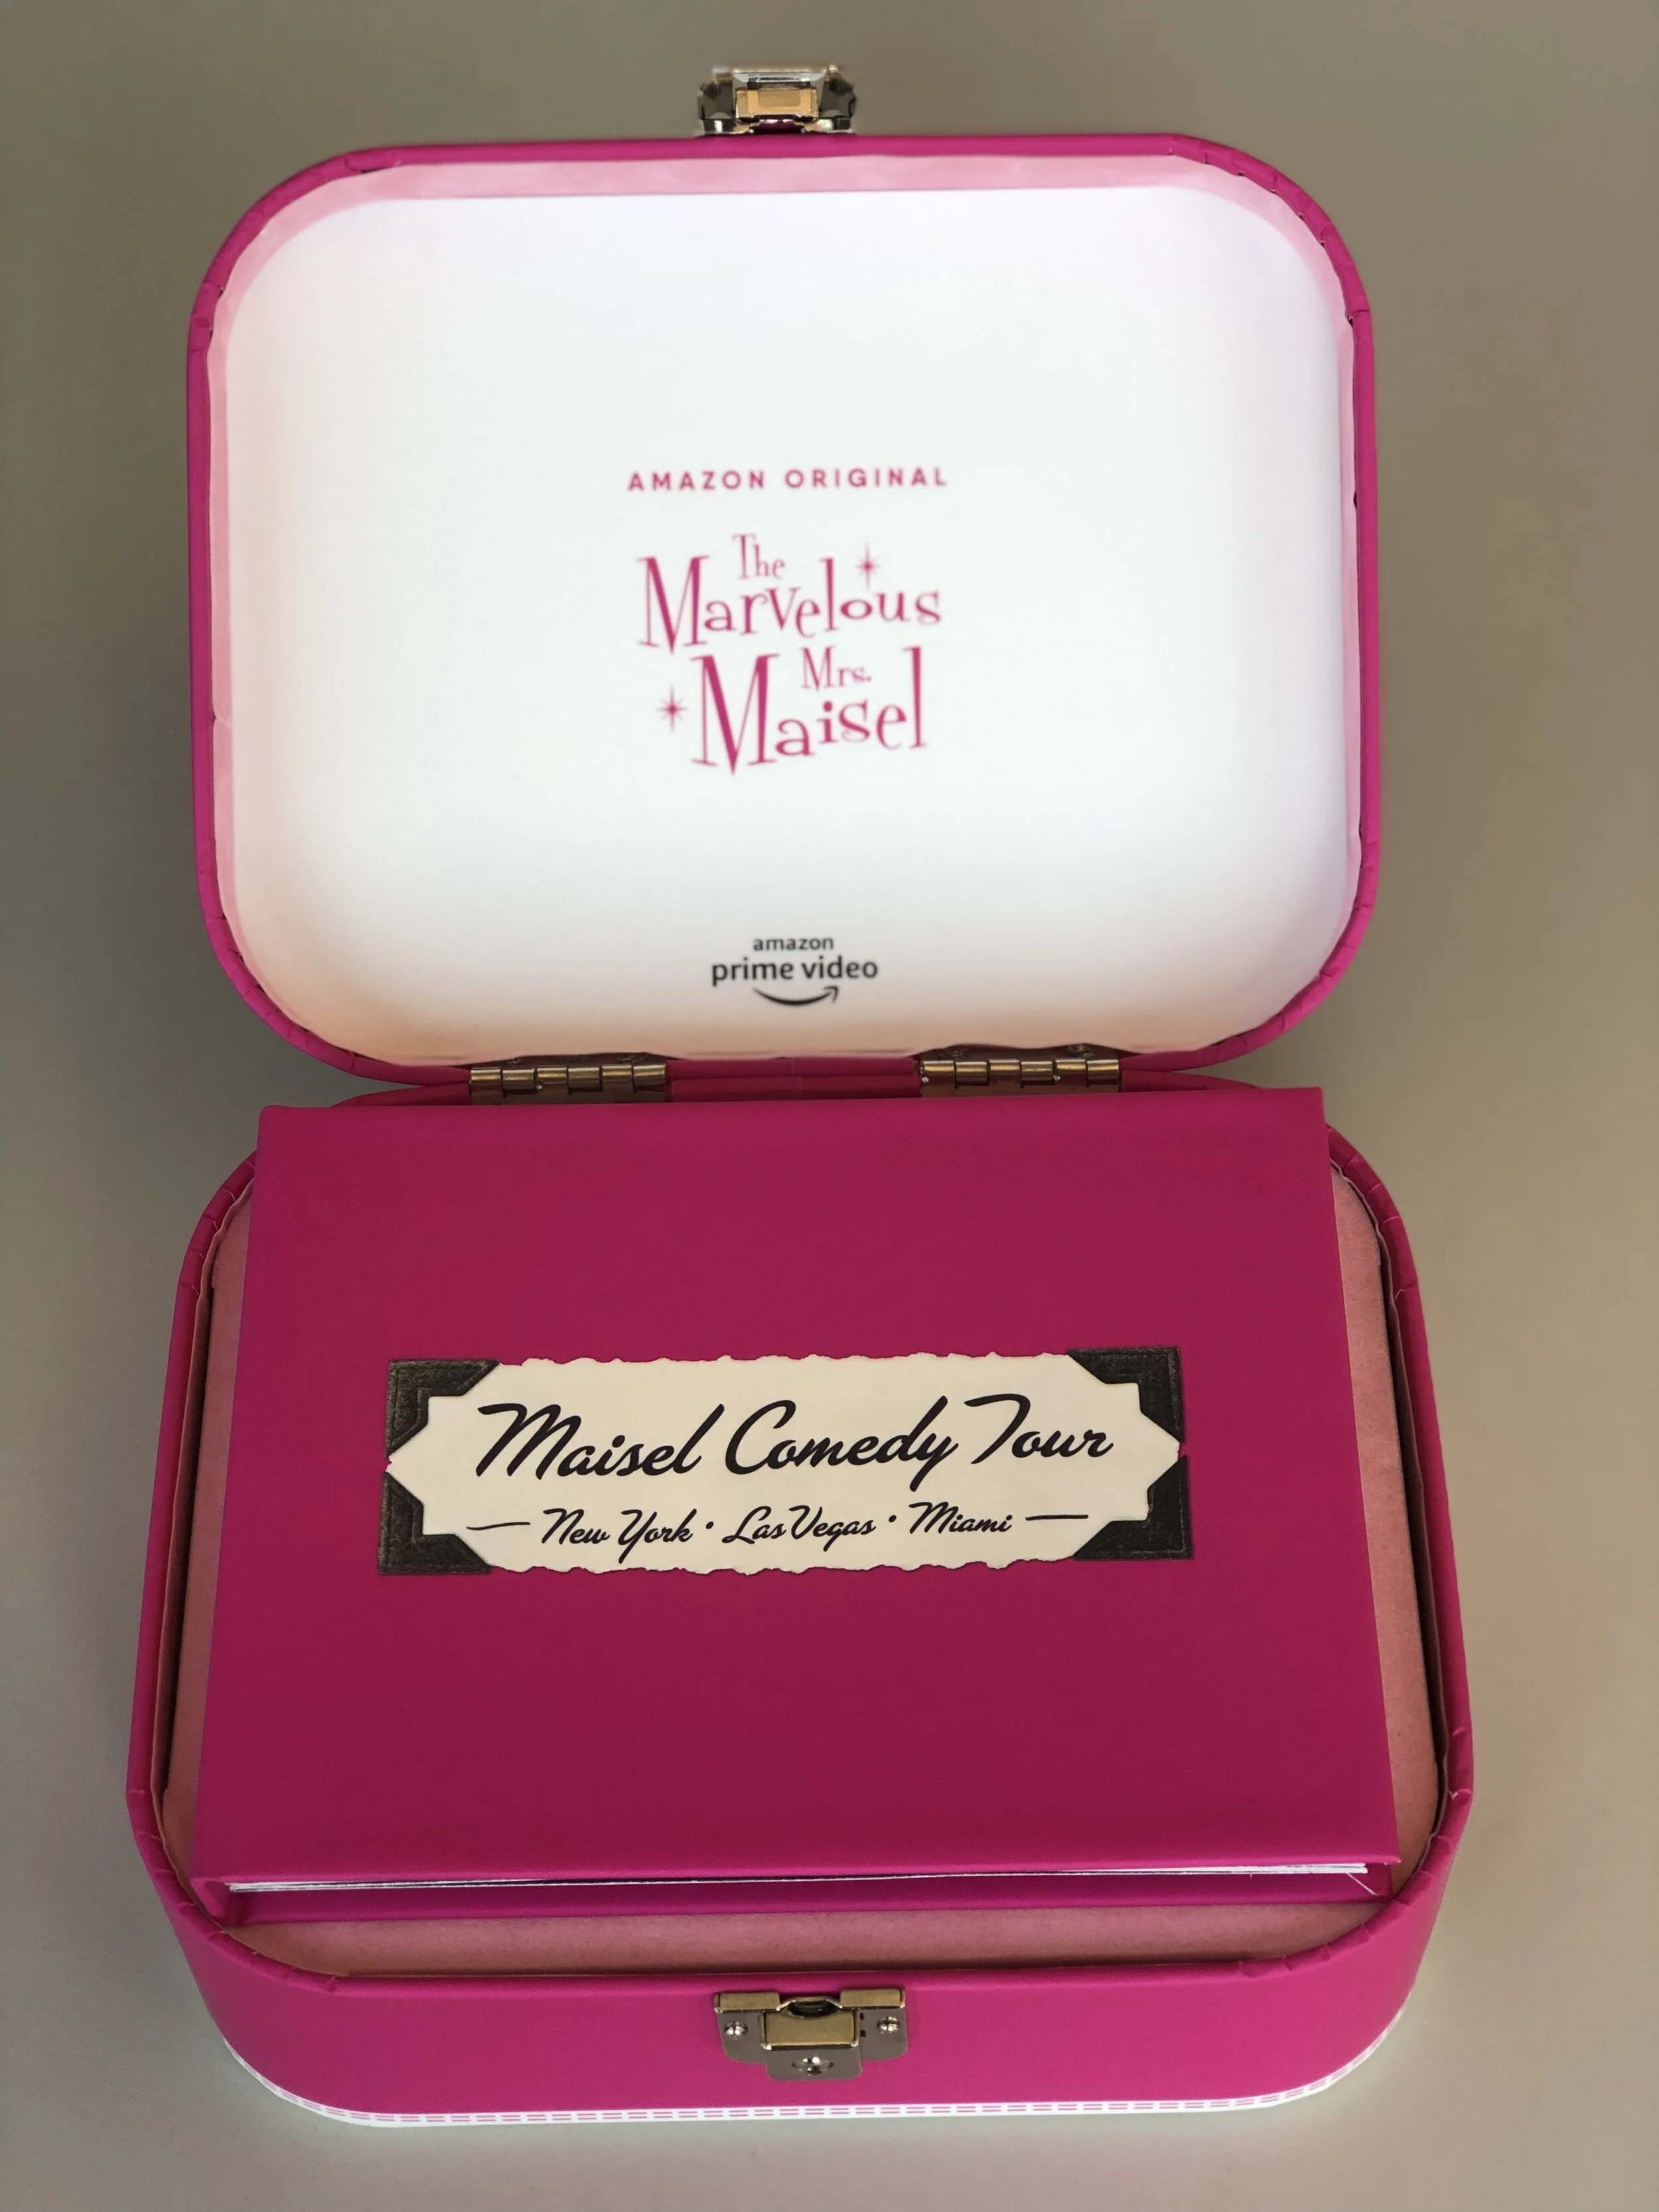 AMAZON ORIGINAL
The
Marvelous
Mrs.
Maisel
amazon
prime video
Maisel Comedy Tour
New York • Las Vegas • Miami